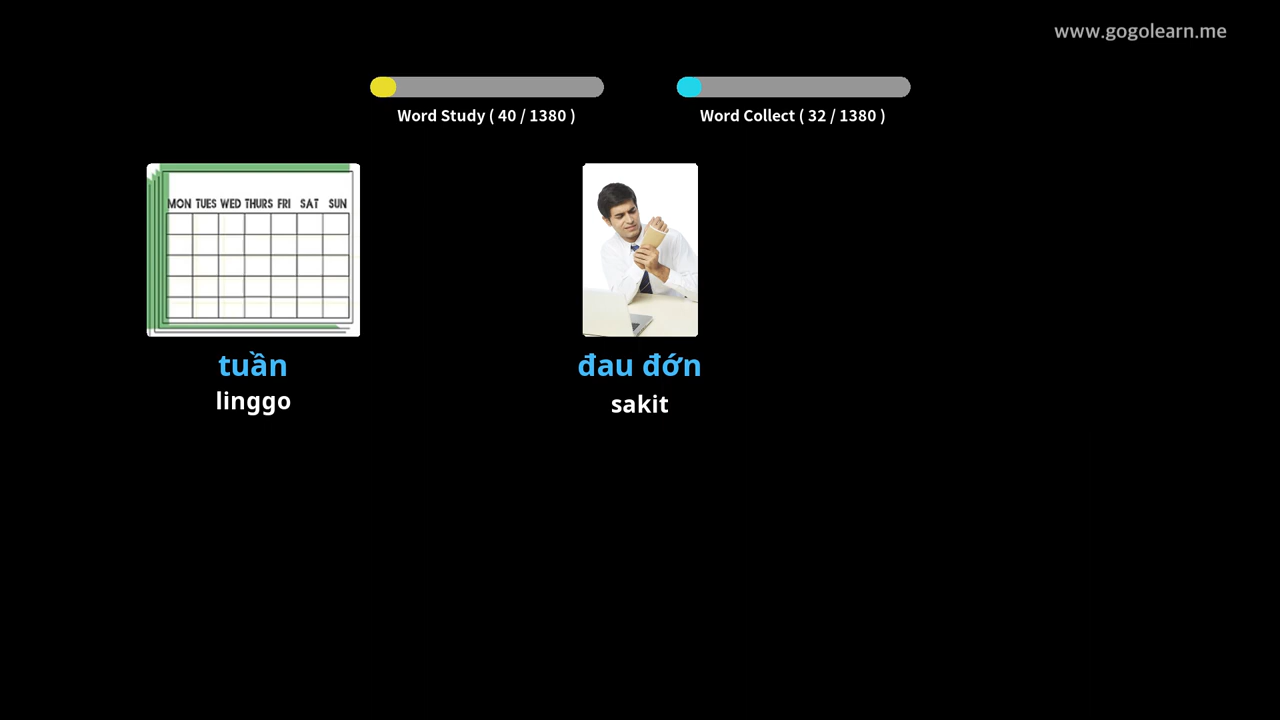 www.gogolearn.me
Word Study ( 40 / 1380 )
Word Collect ( 32 / 1380 )
MON TUES WED THURS FRI SAT SUN
tuần
linggo
đau đớn
sakit